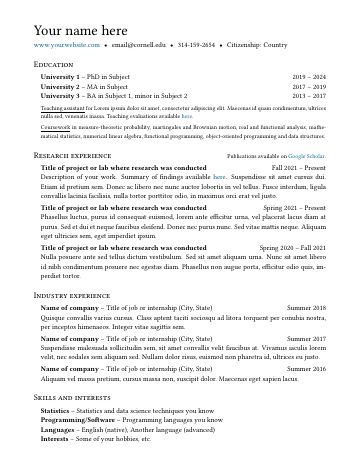 Your name here
www.yourwebsite.com • email@cornell.edu • 314-159-2654 • Citizenship: Country
Education
University 1 – PhD in Subject 2019 – 2024
University 2 – MA in Subject 2017 – 2019
University 3 – BA in Subject 1, minor in Subject 2 2013 – 2017
Teaching assistant for Lorem ipsum dolor sit amet, consectetur adipiscing elit. Maecenas id quam condimentum, ultrices
nulla sed, venenatis massa. Teaching evaluations available here.
Coursework in measure-theoretic probability, martingales and Brownian motion, real and functional analysis, mathe-
matical statistics, numerical linear algebra, functional programming, object-oriented programming and data structures.
Research experience Publications available on Google Scholar.
Title of project or lab where research was conducted Fall 2021 – Present
Description of your work. Summary of findings available here. Suspendisse sit amet cursus dui.
Etiam id pretium sem. Donec ac libero nec nunc auctor lobortis in vel tellus. Fusce interdum, ligula
convallis lacinia facilisis, nulla tortor porttitor odio, in maximus orci erat vel justo.
Title of project or lab where research was conducted Spring 2021 – Present
Phasellus luctus, purus id consequat euismod, lorem ante efficitur urna, vel placerat lacus diam at
purus. Sed et dui et neque faucibus eleifend. Donec nec purus nunc. Sed vitae mattis neque. Aliquam
eget ultricies sem, eget imperdiet ipsum.
Title of project or lab where research was conducted Spring 2020 – Fall 2021
Nulla posuere ante sed tellus dictum vestibulum. Sed sit amet aliquam urna. Nunc sit amet libero
id nibh condimentum posuere nec egestas diam. Phasellus non augue porta, efficitur odio quis, im-
perdiet tortor.
Industry experience
Name of company – Title of job or internship (City, State) Summer 2018
Quisque convallis varius cursus. Class aptent taciti sociosqu ad litora torquent per conubia nostra,
per inceptos himenaeos. Integer vitae sagittis sem.
Name of company – Title of job or internship (City, State) Summer 2017
Suspendisse malesuada sollicitudin sem, sit amet convallis velit faucibus at. Vivamus iaculis lorem
velit, nec sodales sem aliquam sed. Nullam dolor risus, euismod non pharetra id, ultrices eu justo.
Name of company – Title of job or internship (City, State) Summer 2016
Aliquam vel massa pretium, cursus massa non, suscipit dolor. Maecenas eget sapien lacus.
Skills and interests
Statistics – Statistics and data science techniques you know
Programming/Software – Programming languages you know
Languages – English (native), Another language (advanced)
Interests – Some of your hobbies, etc.